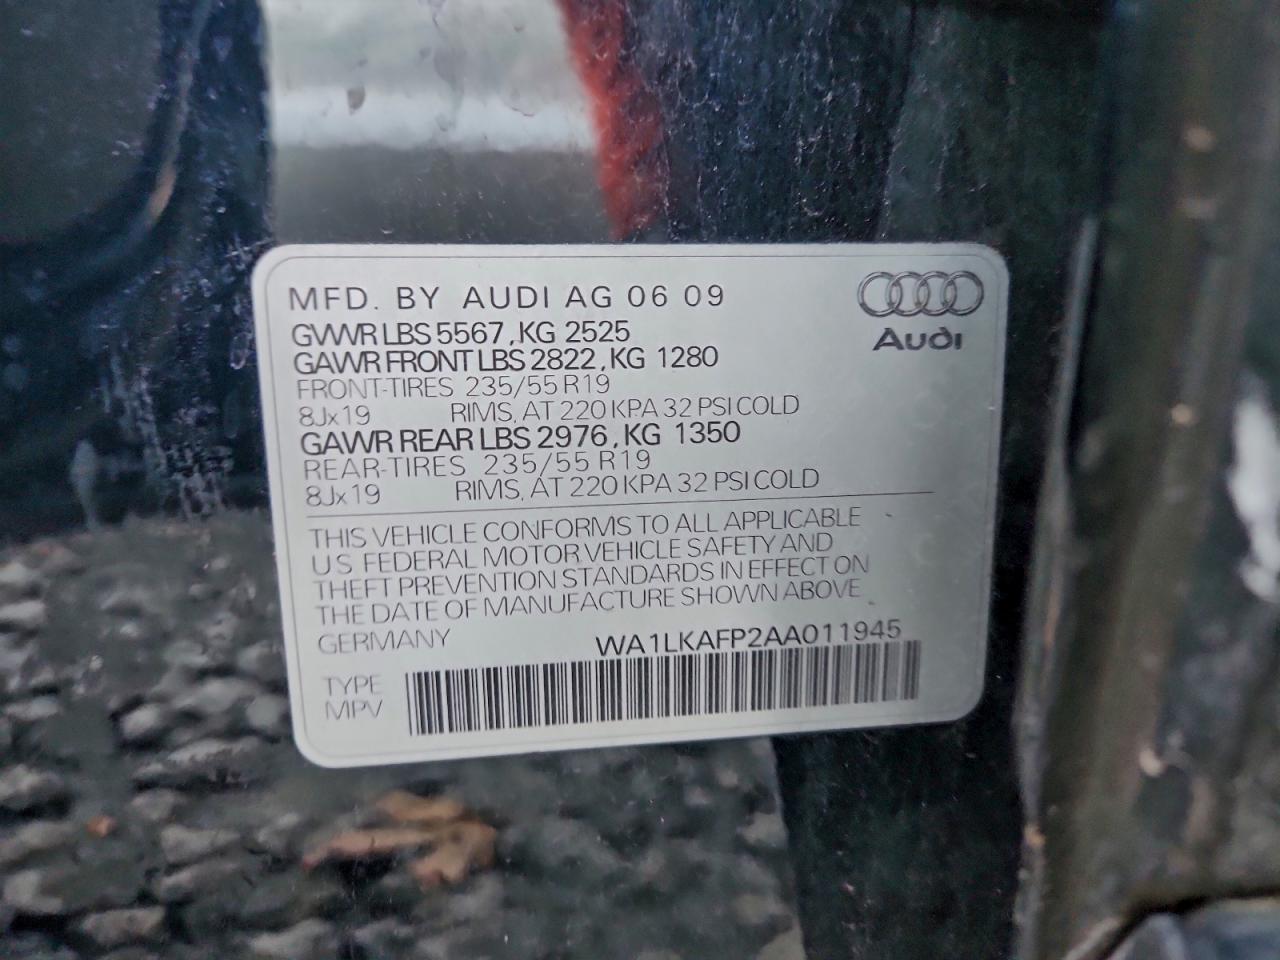 MFD. BY AUDI AG 06 09
GVWR LBS 5567, KG 2525
GAWR FRONT LBS 2822, KG 1280
FRONT-TIRES 235/55 R19
8Jx19 RIMS, AT 220 KPA 32 PSI COLD
GAWR REAR LBS 2976, KG 1350
REAR-TIRES 235/55 R19
8Jx19 RIMS, AT 220 KPA 32 PSI COLD
Audi
THIS VEHICLE CONFORMS TO ALL APPLICABLE
US FEDERAL MOTOR VEHICLE SAFETY AND
THEFT PREVENTION STANDARDS IN EFFECT ON
THE DATE OF MANUFACTURE SHOWN ABOVE
GERMANY WA1LKAFP2AA011945
TYPE
MPV